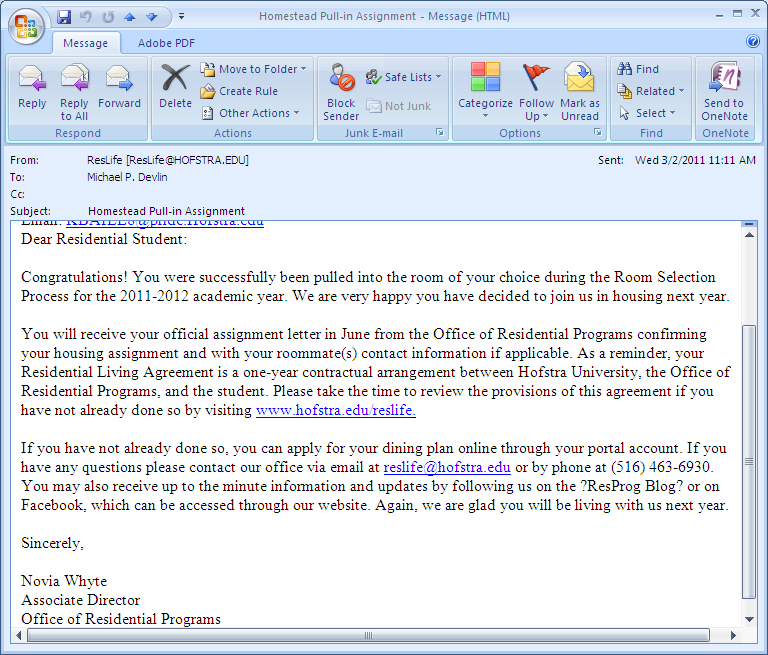 Homestead Pull-in Assignment - Message (HTML)
Message Adobe PDF
Reply Reply to All Forward
Respond
Delete Move to Folder Create Rule Other Actions
Actions
Block Sender Safe Lists Not Junk
Junk E-mail
Categorize Follow Up Mark as Unread
Options
Find Related Select
Find
Send to OneNote
OneNote
From: ResLife [ResLife@HOFSTRA.EDU] Sent: Wed 3/2/2011 11:11 AM
To: Michael P. Devlin
Cc:
Subject: Homestead Pull-in Assignment
Dear Residential Student:
Congratulations! You were successfully been pulled into the room of your choice during the Room Selection
Process for the 2011-2012 academic year. We are very happy you have decided to join us in housing next year.
You will receive your official assignment letter in June from the Office of Residential Programs confirming
your housing assignment and with your roommate(s) contact information if applicable. As a reminder, your
Residential Living Agreement is a one-year contractual arrangement between Hofstra University, the Office of
Residential Programs, and the student. Please take the time to review the provisions of this agreement if you
have not already done so by visiting www.hofstra.edu/reslife.
If you have not already done so, you can apply for your dining plan online through your portal account. If you
have any questions please contact our office via email at reslife@hofstra.edu or by phone at (516) 463-6930.
You may also receive up to the minute information and updates by following us on the ?ResProg Blog? or on
Facebook, which can be accessed through our website. Again, we are glad you will be living with us next year.
Sincerely,
Novia Whyte
Associate Director
Office of Residential Programs